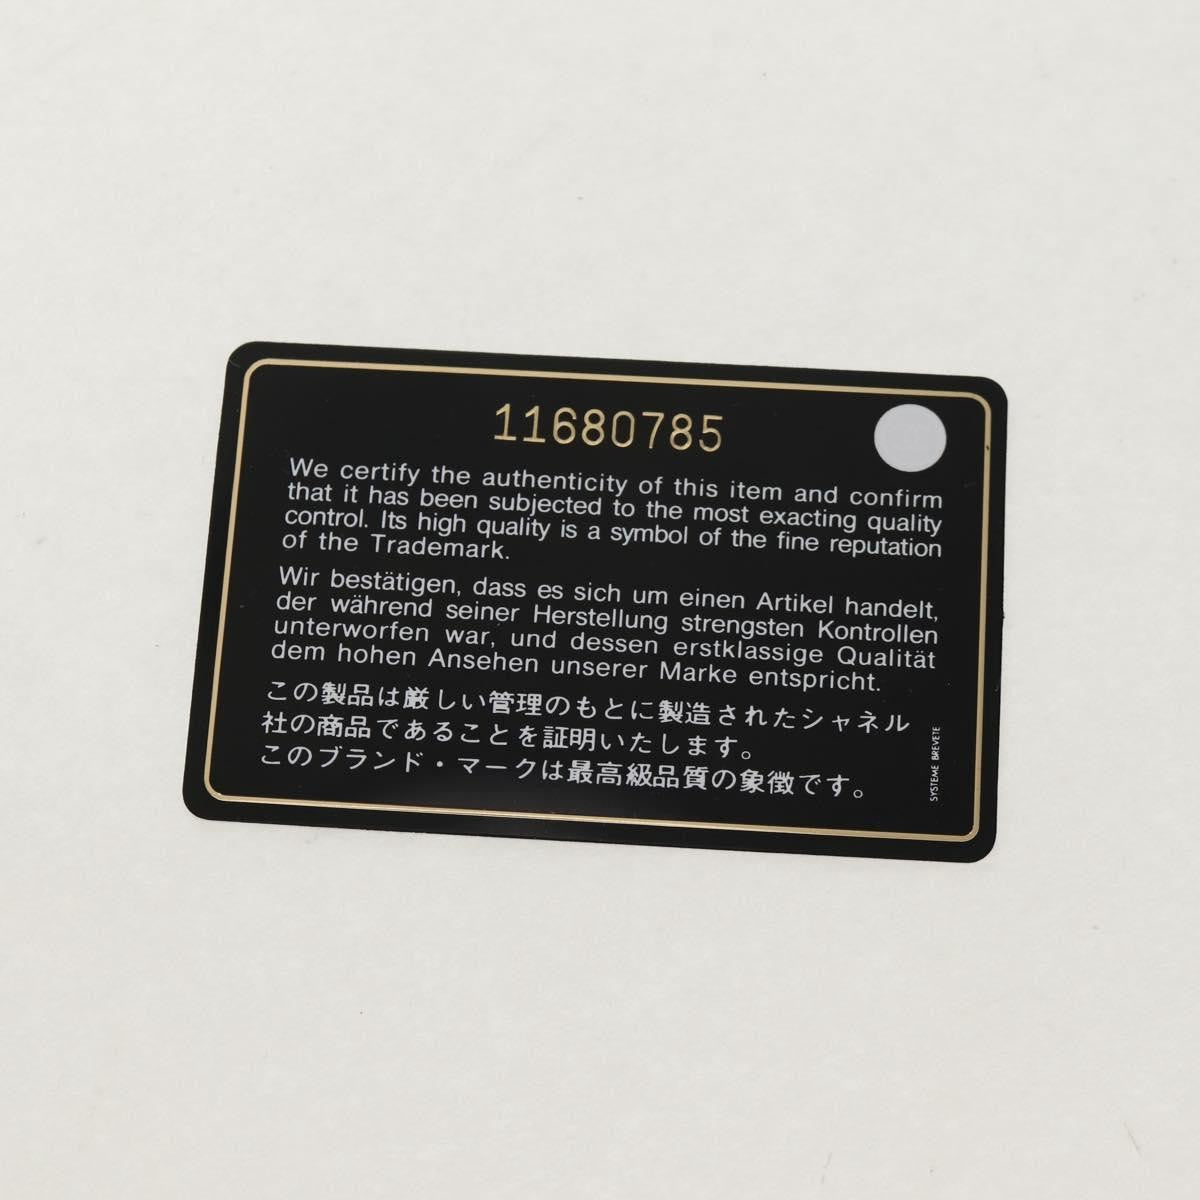 11680785
We certify the authenticity of this item and confirm
that it has been subjected to the most exacting quality
control. Its high quality is a symbol of the fine reputation
of the Trademark.
Wir bestätigen, dass es sich um einen Artikel handelt,
der während seiner Herstellung strengsten Kontrollen
unterworfen war, und dessen erstklassige Qualität
dem hohen Ansehen unserer Marke entspricht.
この製品は厳しい管理のもとに製造されたシャネル
社の商品であることを証明いたします。
このブランド・マークは最高級品質の象徴です。
SYSTEME BREVETE